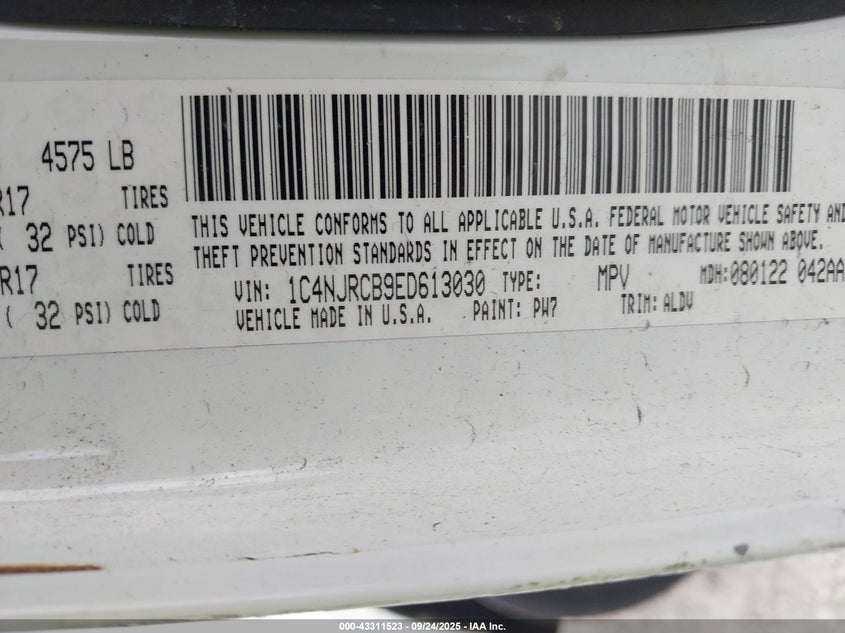 4575 LB
R17 TIRES
( 32 PSI) COLD
R17 TIRES
( 32 PSI) COLD
THIS VEHICLE CONFORMS TO ALL APPLICABLE U.S.A. FEDERAL MOTOR VEHICLE SAFETY AND
THEFT PREVENTION STANDARDS IN EFFECT ON THE DATE OF MANUFACTURE SHOWN ABOVE.
VIN: 1C4NJRCB9ED613030 TYPE: MPV MDH:080122 042AA
VEHICLE MADE IN U.S.A. PAINT: PW7 TRIM: ALDV
000-43311523 - 09/24/2025 - IAA Inc.